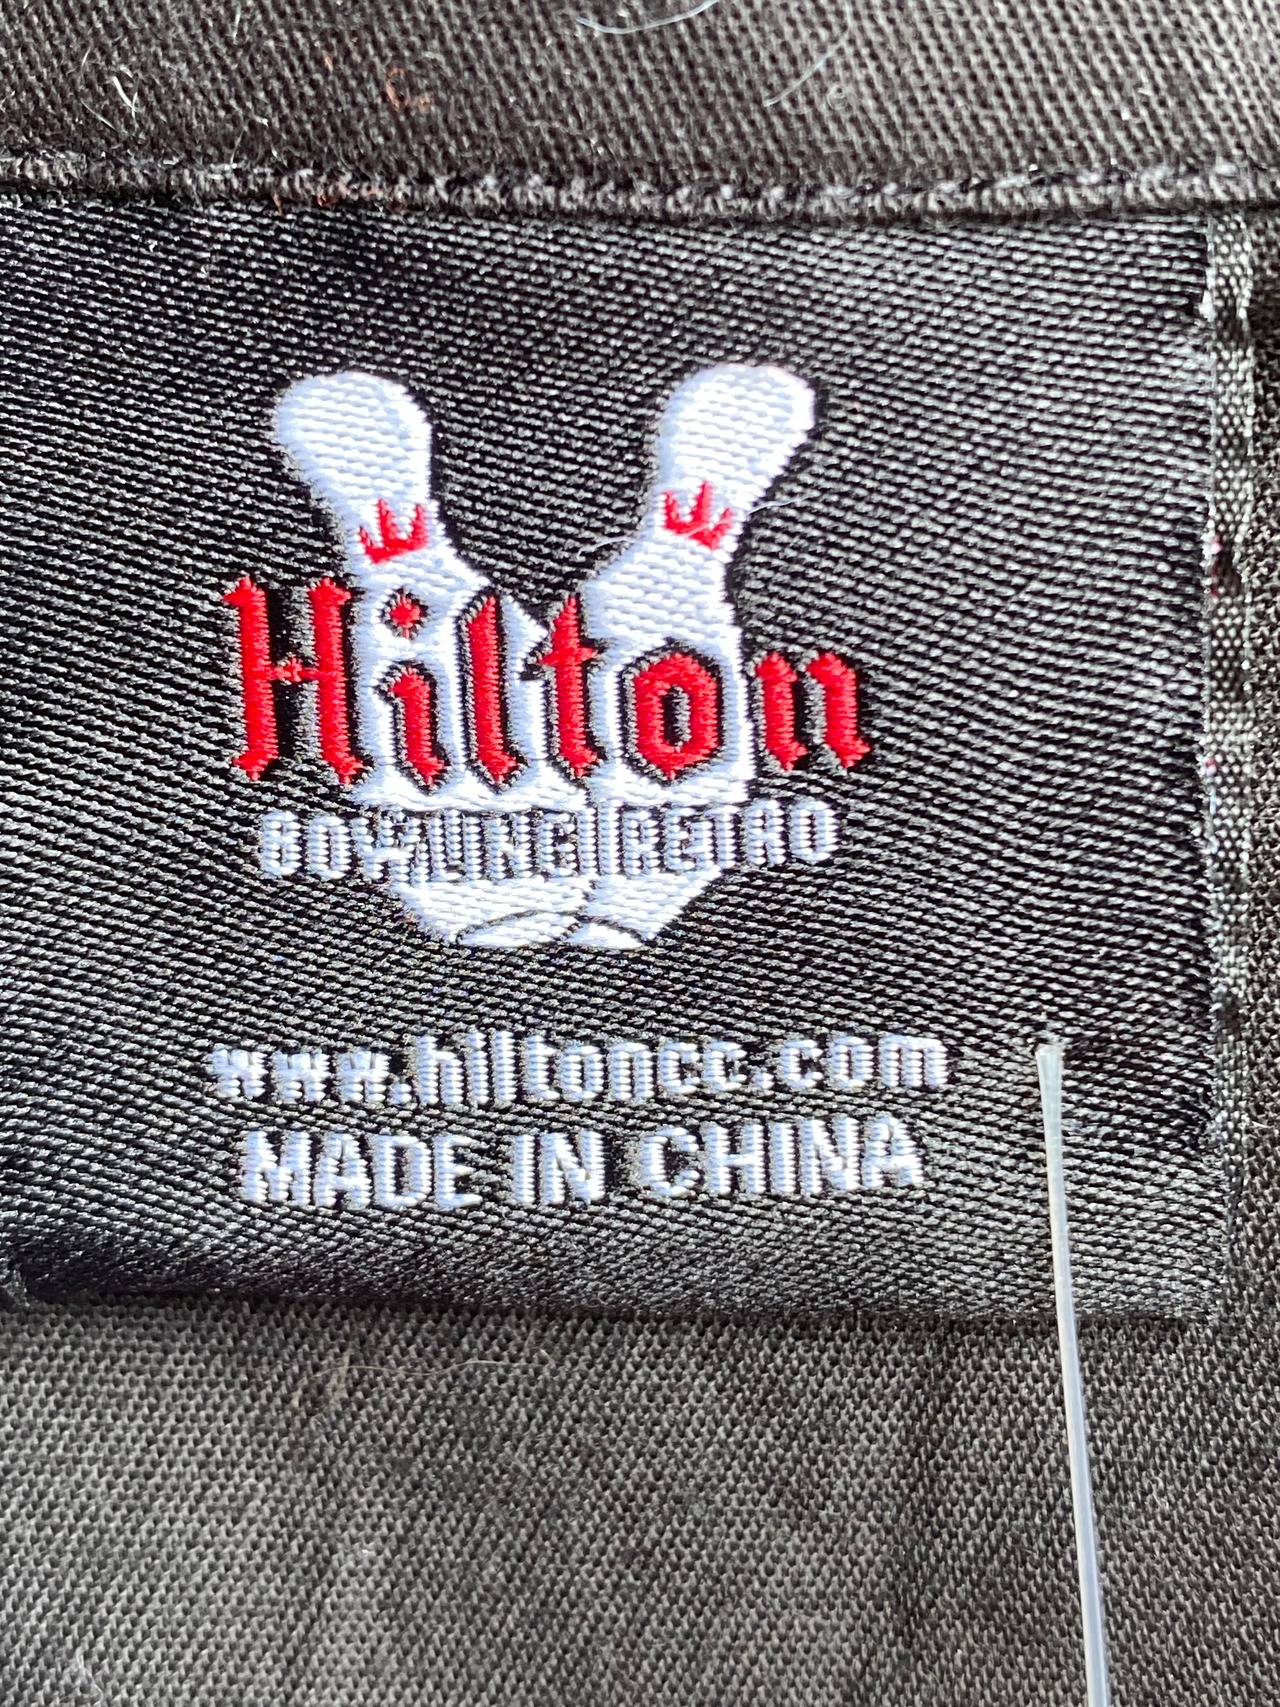 Hilton
BOWLING RETRO
www.hiltoncc.com
MADE IN CHINA